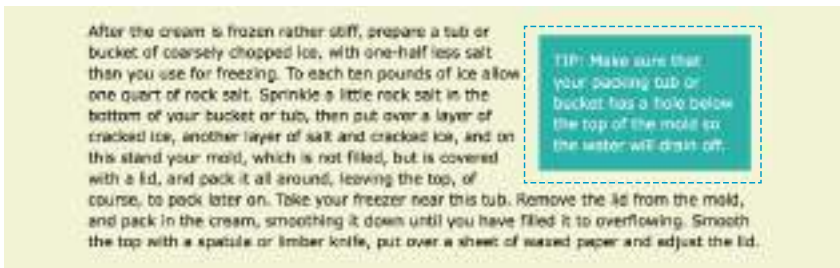 After the cream is frozen rather stiff, prepare a tub or
bucket of coarsely chopped ice, with one-half less salt
than you use for freezing. To each ten pounds of ice allow
one quart of rock salt. Sprinkle a little rock salt in the
bottom of your bucket or tub, then put over a layer of
cracked ice, another layer of salt and cracked ice, and on
this stand your mold, which is not filled, but is covered
with a lid, and pack it all around, leaving the top, of
course, to pack later on. Take your freezer near this tub. Remove the lid from the mold,
and pack in the cream, smoothing it down until you have filled it to overflowing. Smooth
the top with a spatula or limber knife, put over a sheet of waxed paper and adjust the lid.
TIP: Make sure that
your packing tub or
bucket has a hole below
the top of the mold so
the water will drain off.